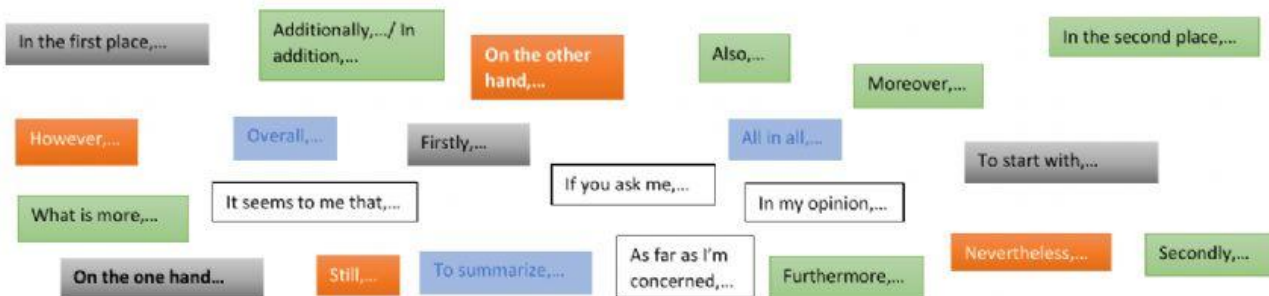 In the first place,...
Additionally,.../ In
addition,...
On the other
hand,...
Also,...
In the second place,...
Moreover,...
However,...
Overall,...
Firstly,...
All in all,...
To start with,...
What is more,...
It seems to me that,...
If you ask me,...
In my opinion,...
On the one hand...
Still,...
To summarize,...
As far as I'm
concerned,...
Furthermore,...
Nevertheless,...
Secondly,...